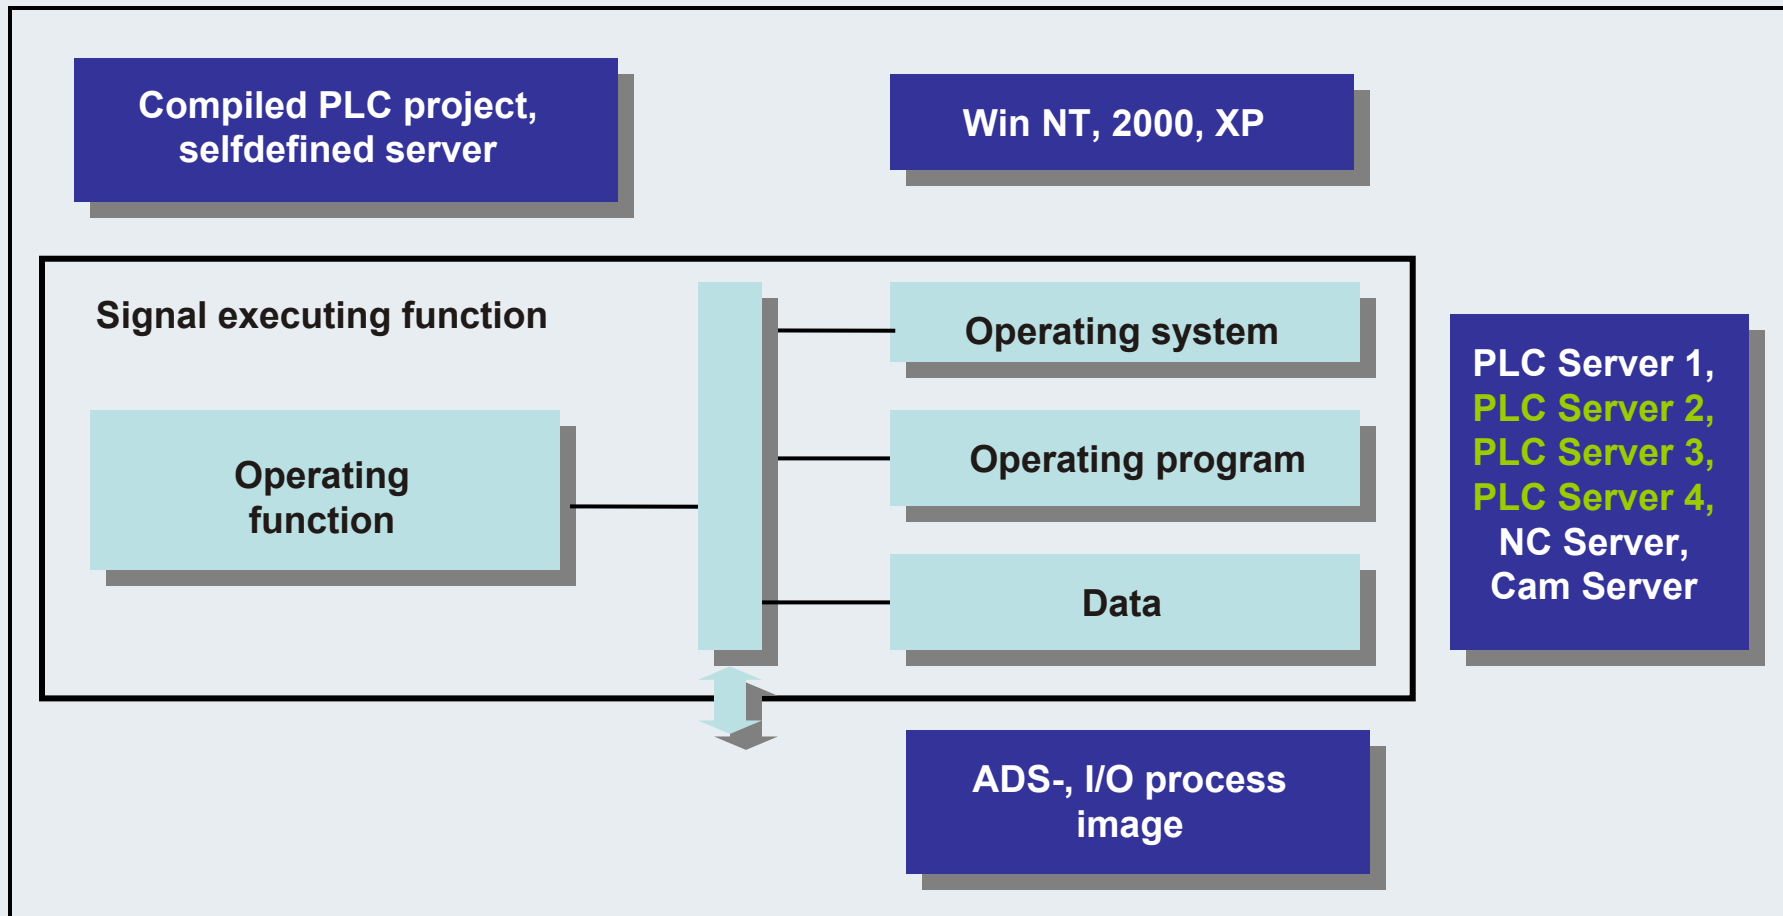 Compiled PLC project,
selfdefined server
Win NT, 2000, XP
Signal executing function
Operating
function
Operating system
Operating program
Data
PLC Server 1,
PLC Server 2,
PLC Server 3,
PLC Server 4,
NC Server,
Cam Server
ADS-, I/O process
image